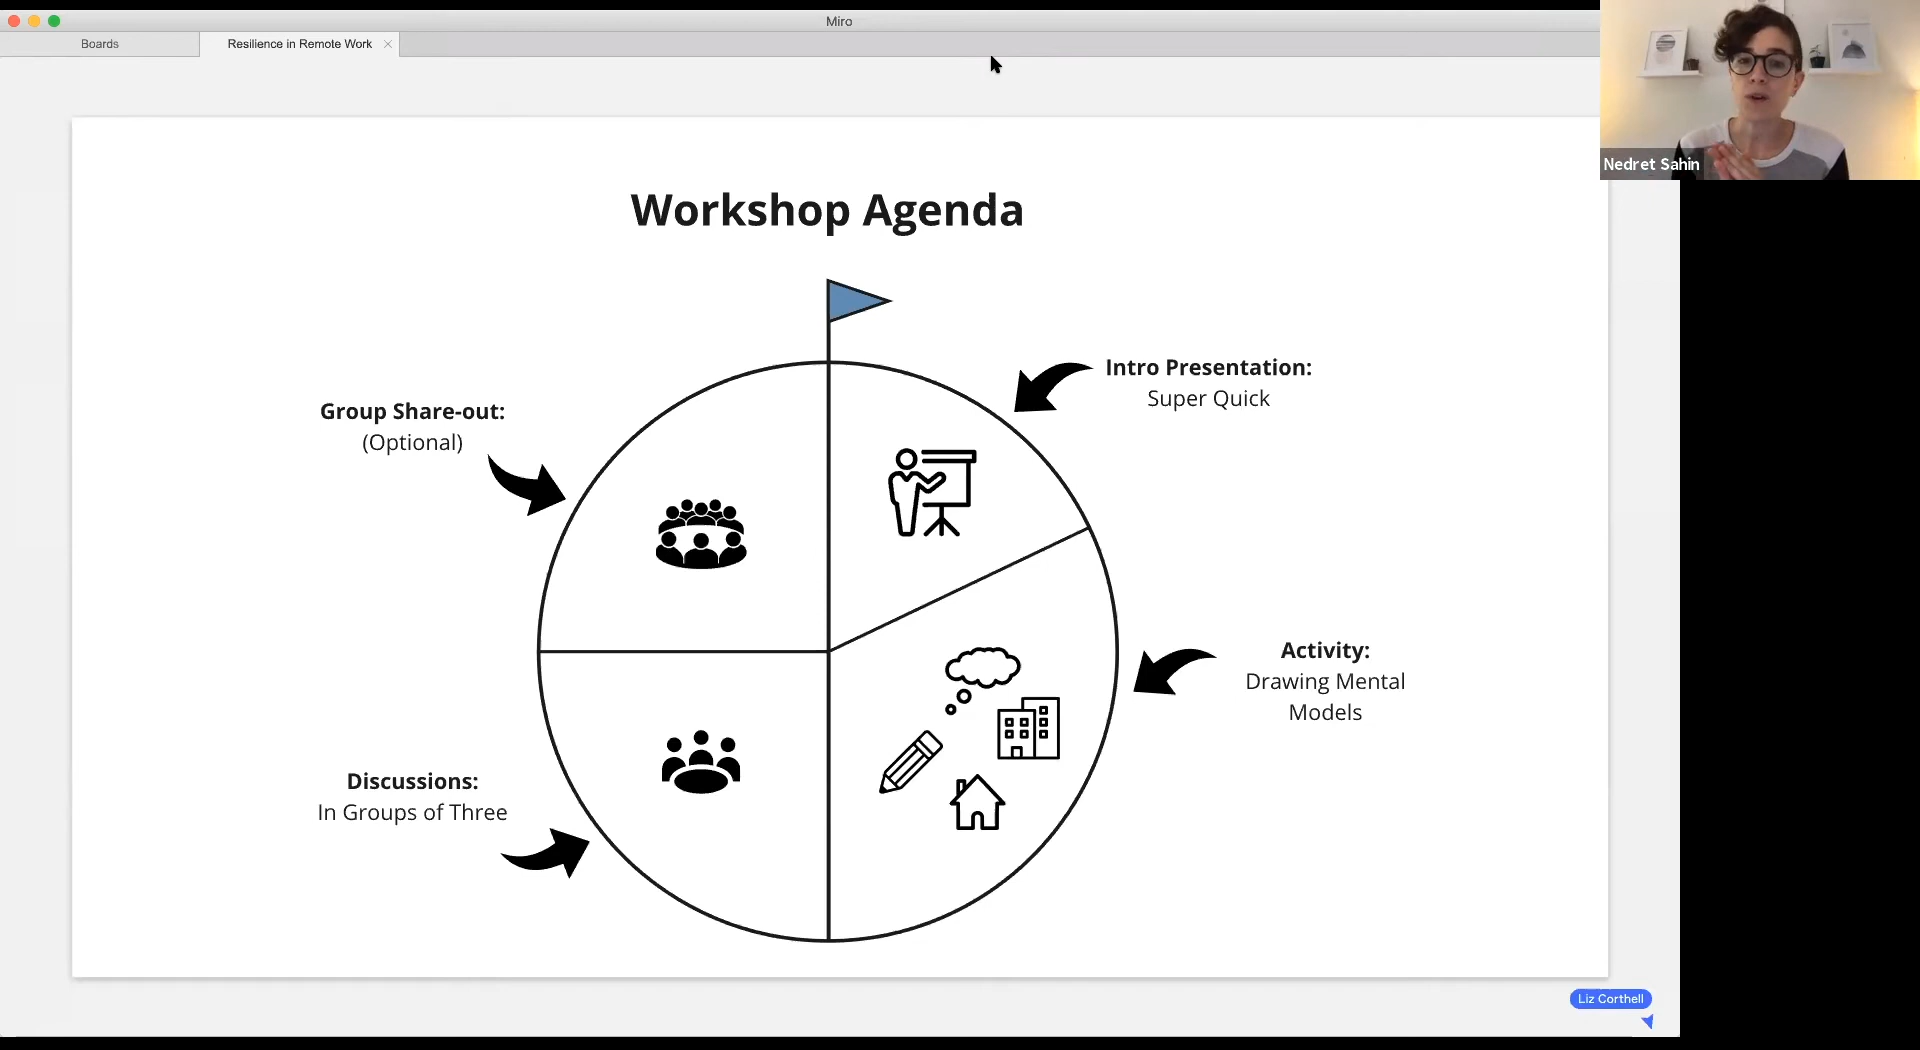 Miro
Boards
Resilience in Remote Work
Nedret Sahin
Workshop Agenda
Intro Presentation:
Super Quick
Group Share-out:
(Optional)
Activity:
Drawing Mental
Models
Discussions:
In Groups of Three
Liz Corthell